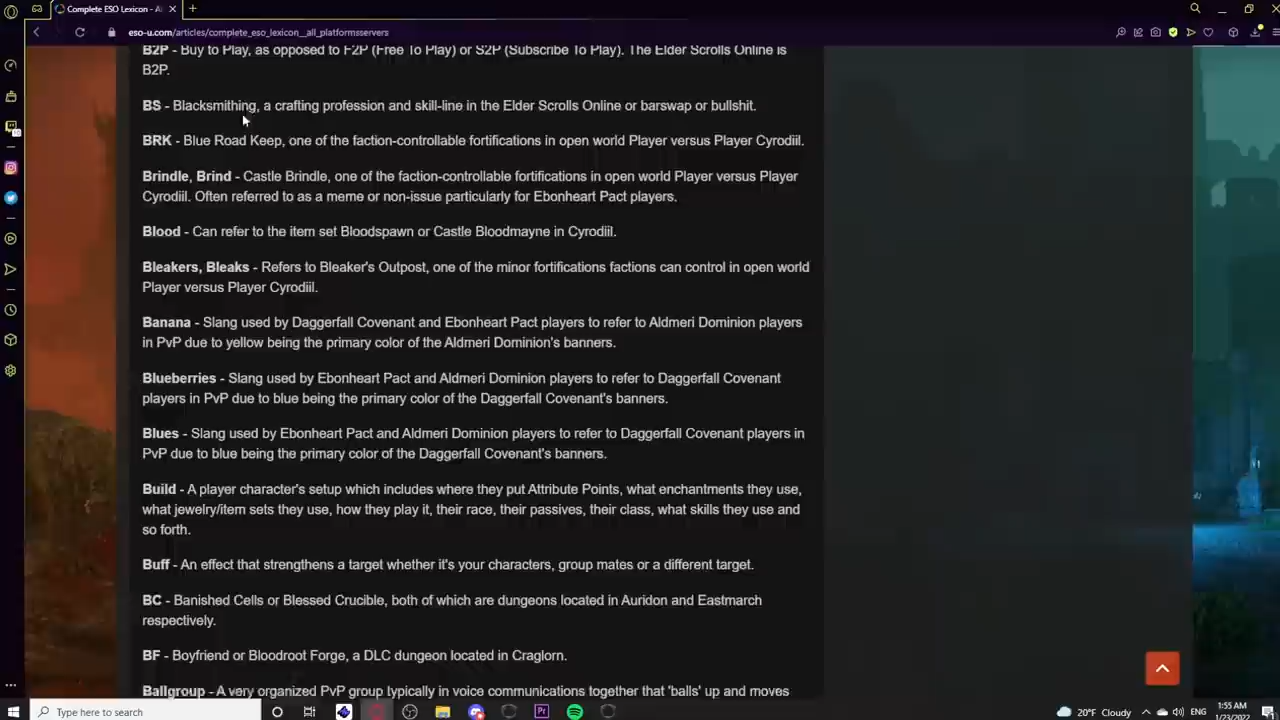 Complete ESO Lexicon - A
eso-u.com/articles/complete_eso_lexicon__all_platformsservers
B2P - Buy to Play, as opposed to F2P (Free To Play) or S2P (Subscribe To Play). The Elder Scrolls Online is
B2P.
BS - Blacksmithing, a crafting profession and skill-line in the Elder Scrolls Online or barswap or bullshit.
BRK - Blue Road Keep, one of the faction-controllable fortifications in open world Player versus Player Cyrodiil.
Brindle, Brind - Castle Brindle, one of the faction-controllable fortifications in open world Player versus Player
Cyrodiil. Often referred to as a meme or non-issue particularly for Ebonheart Pact players.
Blood - Can refer to the item set Bloodspawn or Castle Bloodmayne in Cyrodiil.
Bleakers, Bleaks - Refers to Bleaker's Outpost, one of the minor fortifications factions can control in open world
Player versus Player Cyrodiil.
Banana - Slang used by Daggerfall Covenant and Ebonheart Pact players to refer to Aldmeri Dominion players
in PvP due to yellow being the primary color of the Aldmeri Dominion's banners.
Blueberries - Slang used by Ebonheart Pact and Aldmeri Dominion players to refer to Daggerfall Covenant
players in PvP due to blue being the primary color of the Daggerfall Covenant's banners.
Blues - Slang used by Ebonheart Pact and Aldmeri Dominion players to refer to Daggerfall Covenant players in
PvP due to blue being the primary color of the Daggerfall Covenant's banners.
Build - A player character's setup which includes where they put Attribute Points, what enchantments they use,
what jewelry/item sets they use, how they play it, their race, their passives, their class, what skills they use and
so forth.
Buff - An effect that strengthens a target whether it's your characters, group mates or a different target.
BC - Banished Cells or Blessed Crucible, both of which are dungeons located in Auridon and Eastmarch
respectively.
BF - Boyfriend or Bloodroot Forge, a DLC dungeon located in Craglorn.
Ballgroup - A very organized PvP group typically in voice communications together that 'balls' up and moves
Type here to search
Pr
20°F Cloudy
ENG
1:55 AM
1/23/2022